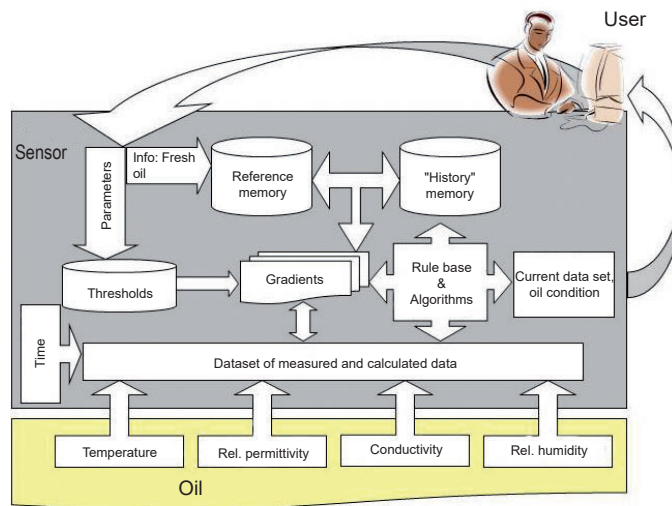 User
Sensor
Parameters
Info: Fresh
oil
Reference
memory
"History"
memory
Thresholds
Gradients
Rule base
&
Algorithms
Current data set,
oil condition
Time
Dataset of measured and calculated data
Temperature
Rel. permittivity
Conductivity
Rel. humidity
Oil